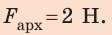 Fарх = 2 Н.